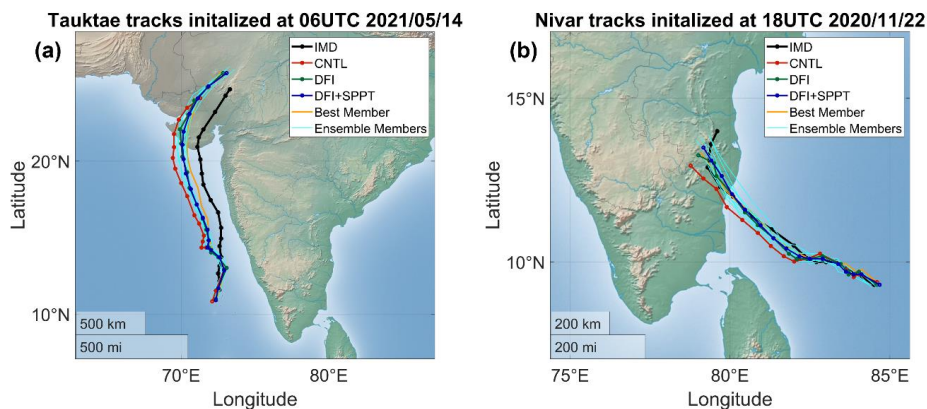 Tauktae tracks initalized at 06UTC 2021/05/14
(a)
IMD
CNTL
DFI
DFI+SPPT
Best Member
Ensemble Members
Latitude
20°N
10°N
500 km
500 mi
70°E
80°E
Longitude
Nivar tracks initalized at 18UTC 2020/11/22
(b)
IMD
CNTL
DFI
DFI+SPPT
Best Member
Ensemble Members
Latitude
15°N
10°N
200 km
200 mi
75°E
80°E
85°E
Longitude